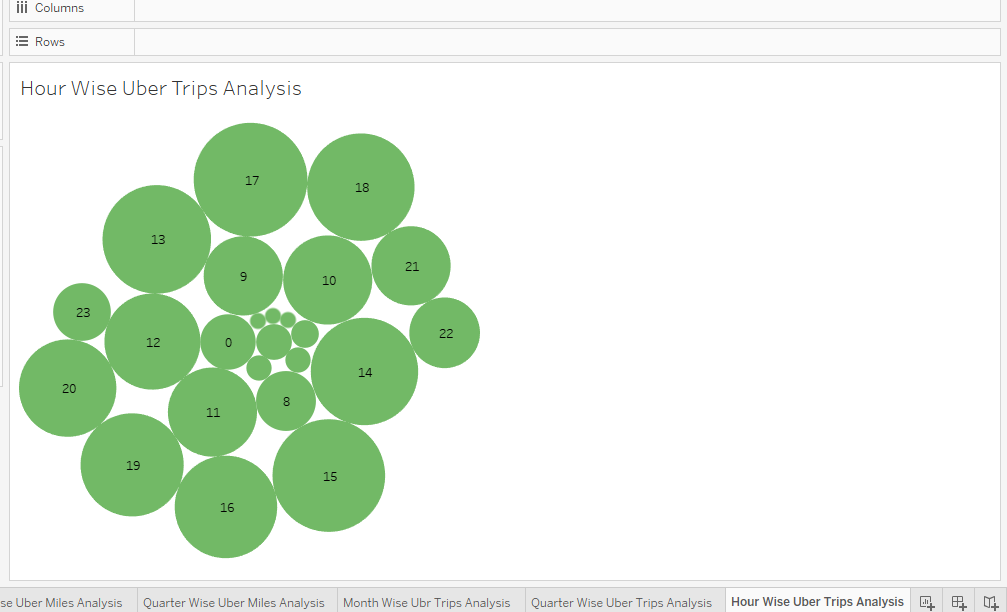 Columns
Rows
Hour Wise Uber Trips Analysis
17
18
13
9
10
21
23
12
0
22
14
20
11
8
19
15
16
se Uber Miles Analysis
Quarter Wise Uber Miles Analysis
Month Wise Ubr Trips Analysis
Quarter Wise Uber Trips Analysis
Hour Wise Uber Trips Analysis